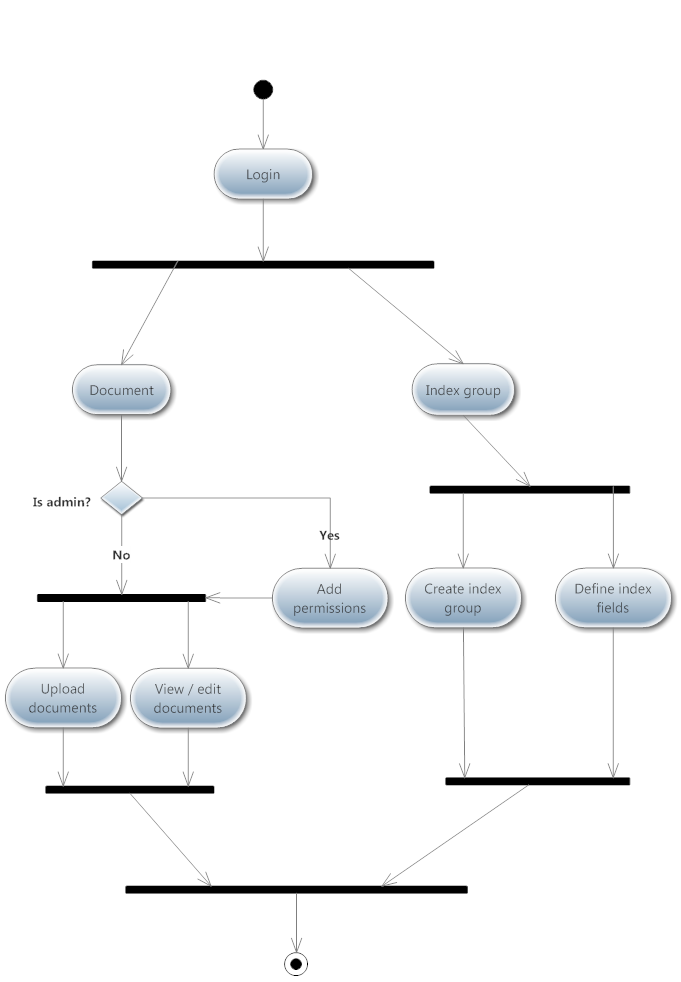 Login
Document
Index group
Is admin?
Yes
No
Add
permissions
Create index
group
Define index
fields
Upload
documents
View / edit
documents